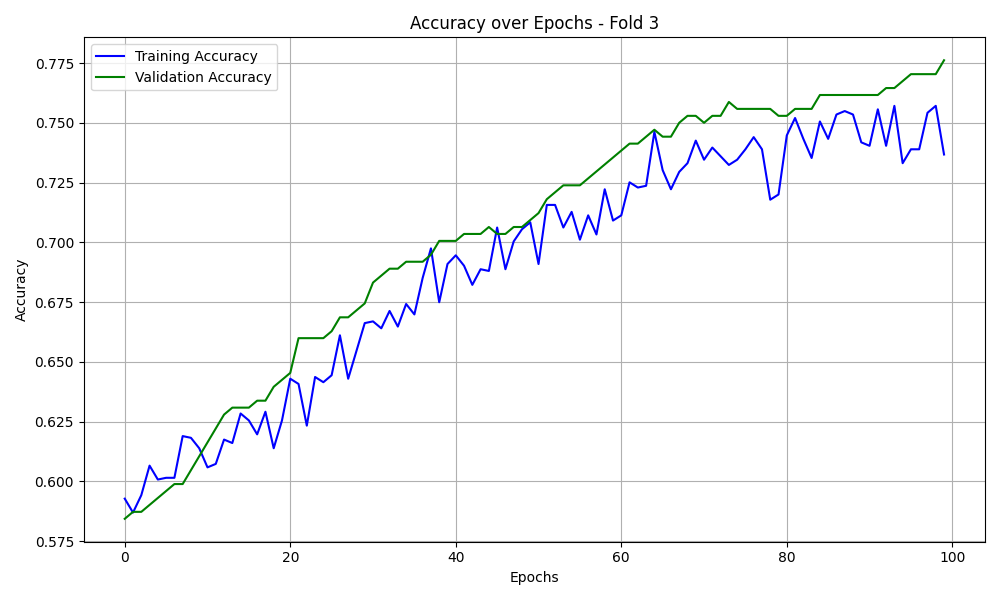 Accuracy over Epochs - Fold 3
Training Accuracy
Validation Accuracy
0.775
0.750
0.725
0.700
0.675
0.650
0.625
0.600
0.575
Accuracy
0 20 40 60 80 100
Epochs